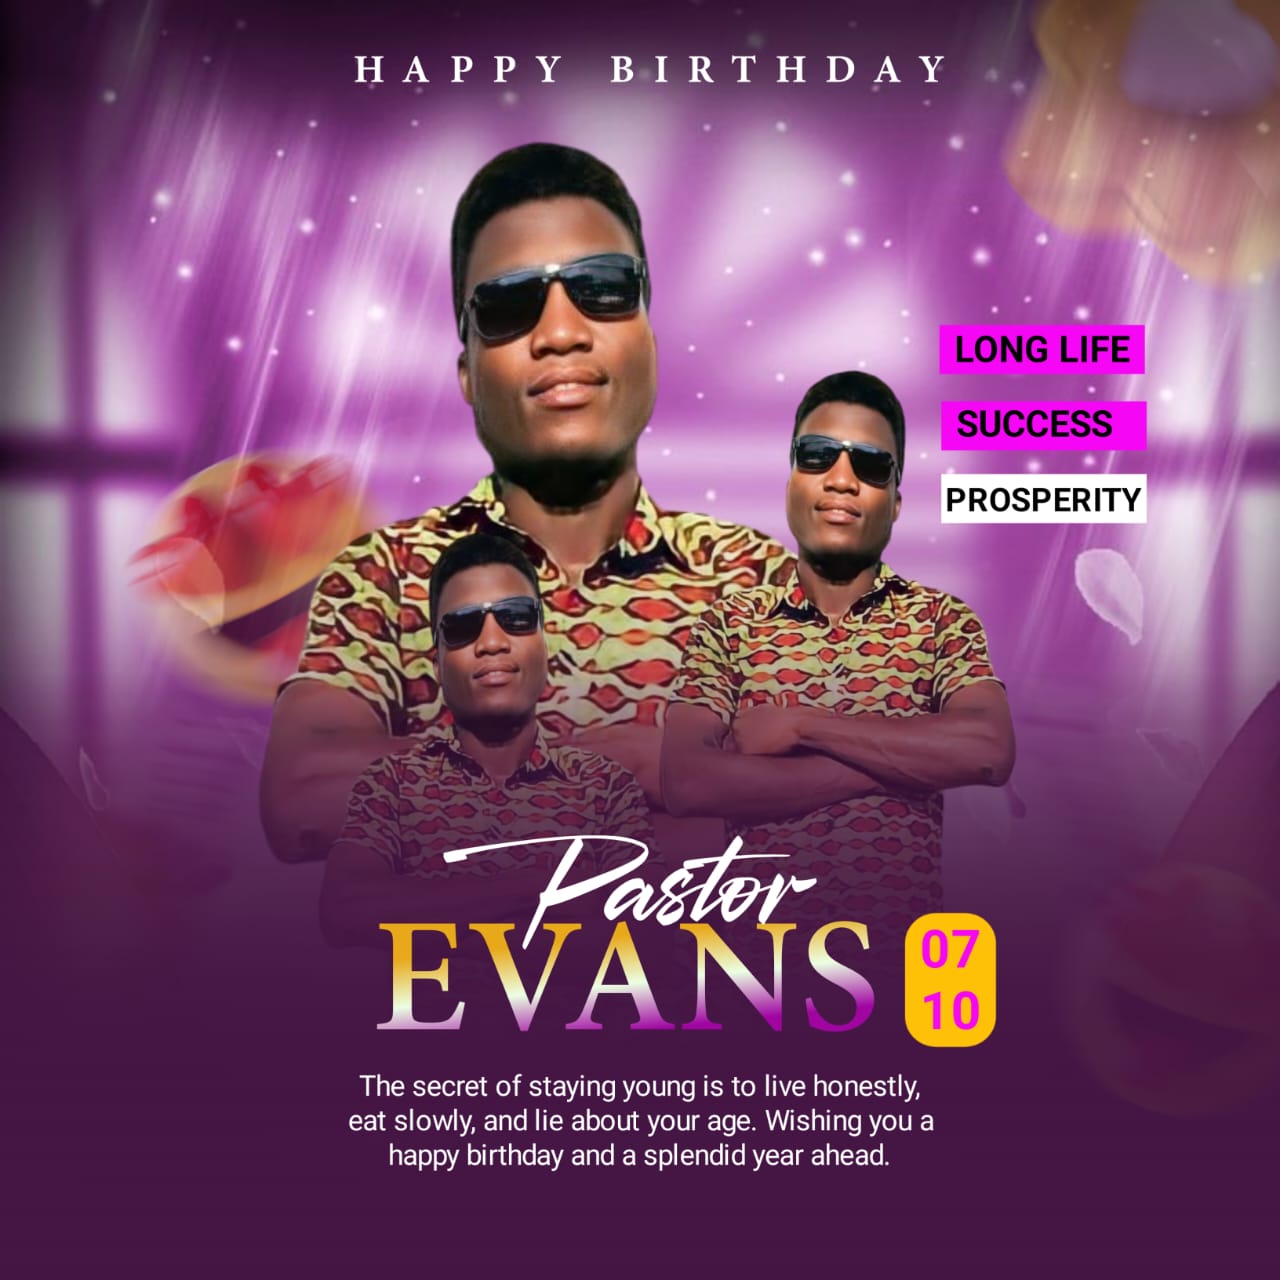 HAPPY BIRTHDAY
LONG LIFE
SUCCESS
PROSPERITY
Pastor
EVANS
07
10
The secret of staying young is to live honestly,
eat slowly, and lie about your age. Wishing you a
happy birthday and a splendid year ahead.